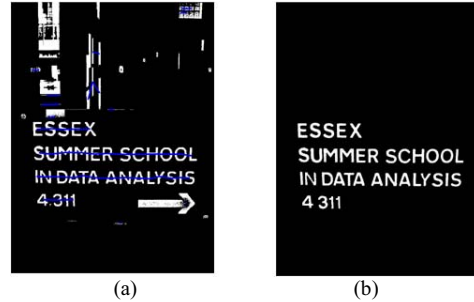 ESSEX
SUMMER SCHOOL
IN DATA ANALYSIS
4 311
(a)
ESSEX
SUMMER SCHOOL
IN DATA ANALYSIS
4 311
(b)